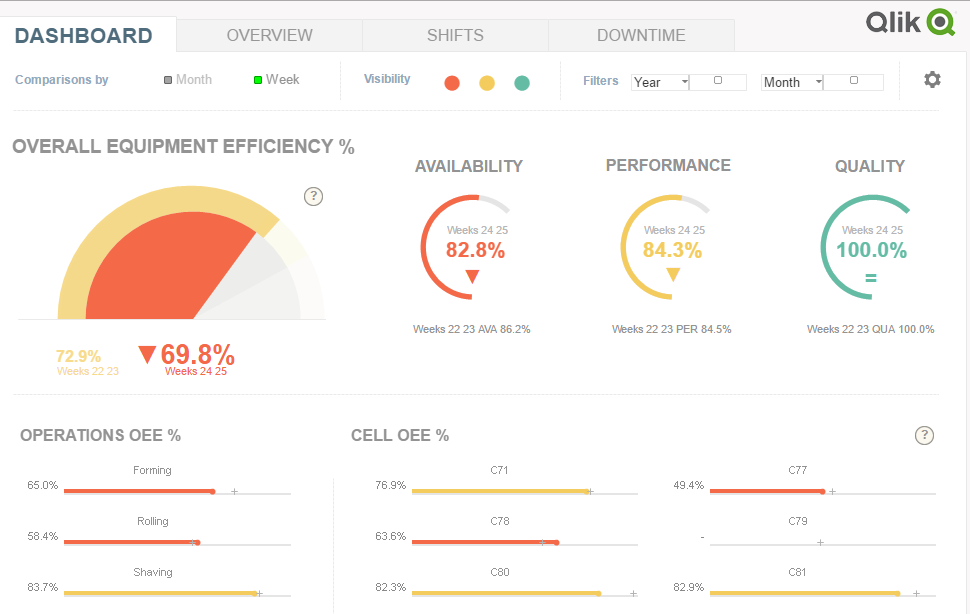 DASHBOARD
OVERVIEW
SHIFTS
DOWNTIME
Qlik
Comparisons by
Month
Week
Visibility
Filters
Year
Month
OVERALL EQUIPMENT EFFICIENCY %
?
72.9%
Weeks 22 23
69.8%
Weeks 24 25
AVAILABILITY
Weeks 24 25
82.8%
Weeks 22 23 AVA 86.2%
PERFORMANCE
Weeks 24 25
84.3%
Weeks 22 23 PER 84.5%
QUALITY
Weeks 24 25
100.0%
=
Weeks 22 23 QUA 100.0%
OPERATIONS OEE %
Forming
65.0%
Rolling
58.4%
Shaving
83.7%
CELL OEE %
?
C71
76.9%
C77
49.4%
C78
63.6%
C79
-
C80
82.3%
C81
82.9%